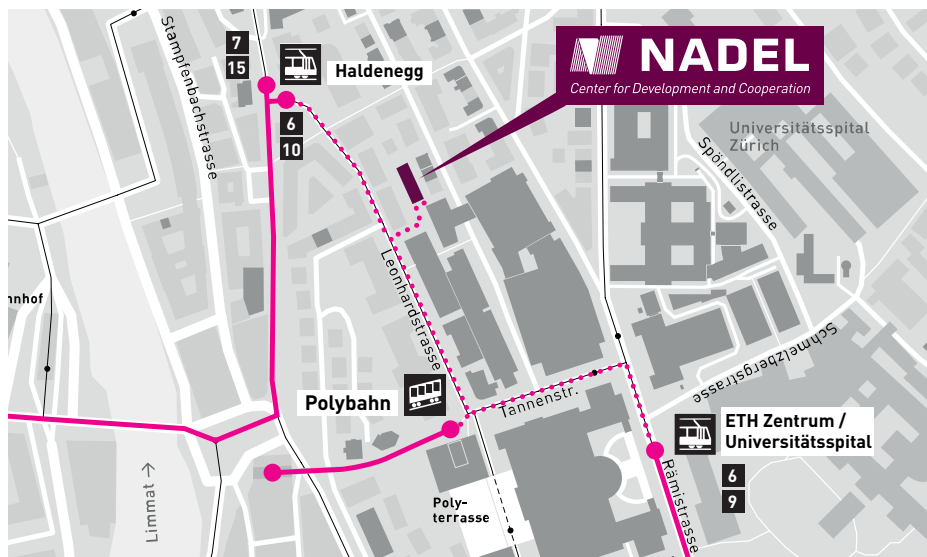 7
15
Haldenegg
6
10
Stampfenbachstrasse
NADEL
Center for Development and Cooperation
Universitätsspital
Zürich
Spöndlistrasse
Leonhardstrasse
nnhof
Schmelzbergstrasse
Polybahn
Tannenstr.
ETH Zentrum /
Universitätsspital
6
9
Rämistrasse
Poly-
terrasse
Limmat →